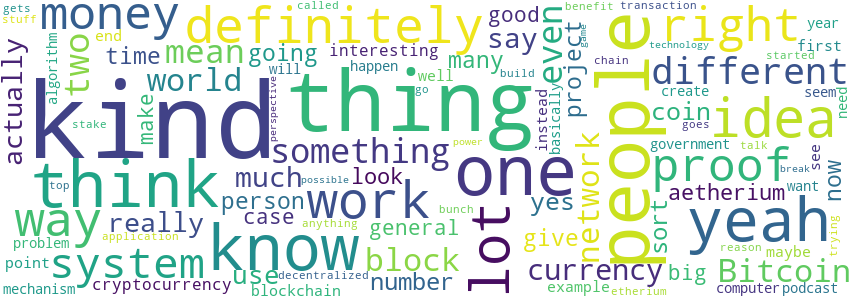 gets called benefit transaction
stuff money definitely good right year
end say even
algorithm two time mean going interesting many project first
actually world will happen well different technology
make thing build chain started game
kind go instead basically create seem need
stake perspective people coin idea
think something one network government goes talk
much look proof see now
way person work yes sort aetherium want
really case lot give yeah
know general block power break
top possible bunch anything
problem application system use number currency big Bitcoin maybe reason trying
point decentralized
mechanism cryptocurrency blockchain example etherium computer podcast